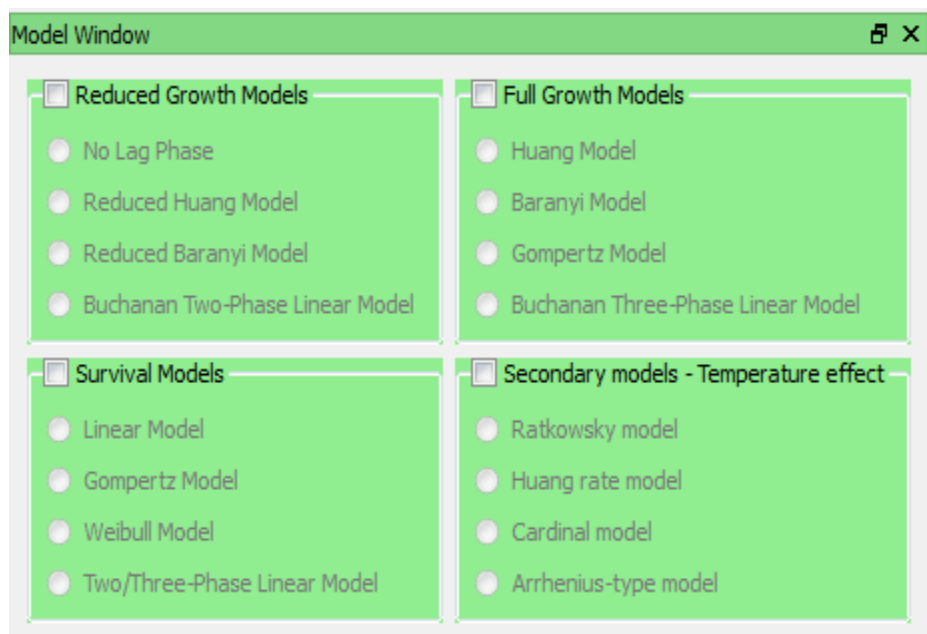 Model Window
Reduced Growth Models
No Lag Phase
Reduced Huang Model
Reduced Baranyi Model
Buchanan Two-Phase Linear Model
Full Growth Models
Huang Model
Baranyi Model
Gompertz Model
Buchanan Three-Phase Linear Model
Survival Models
Linear Model
Gompertz Model
Weibull Model
Two/Three-Phase Linear Model
Secondary models - Temperature effect
Ratkowsky model
Huang rate model
Cardinal model
Arrhenius-type model